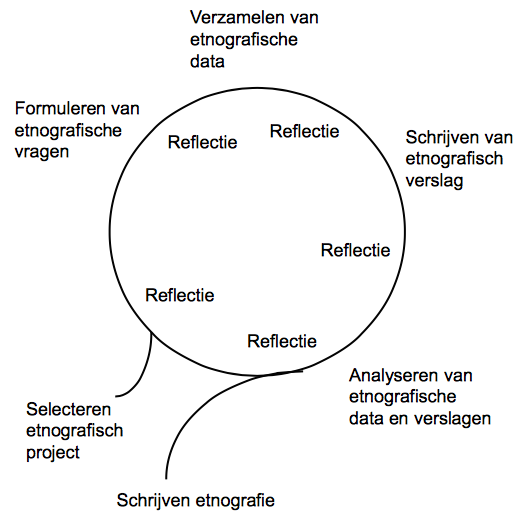 Verzamelen van
etnografische
data
Formuleren van
etnografische
vragen
Reflectie
Reflectie
Schrijven van
etnografisch
verslag
Reflectie
Reflectie
Reflectie
Analyseren van
etnografische
data en verslagen
Selecteren
etnografisch
project
Schrijven etnografie